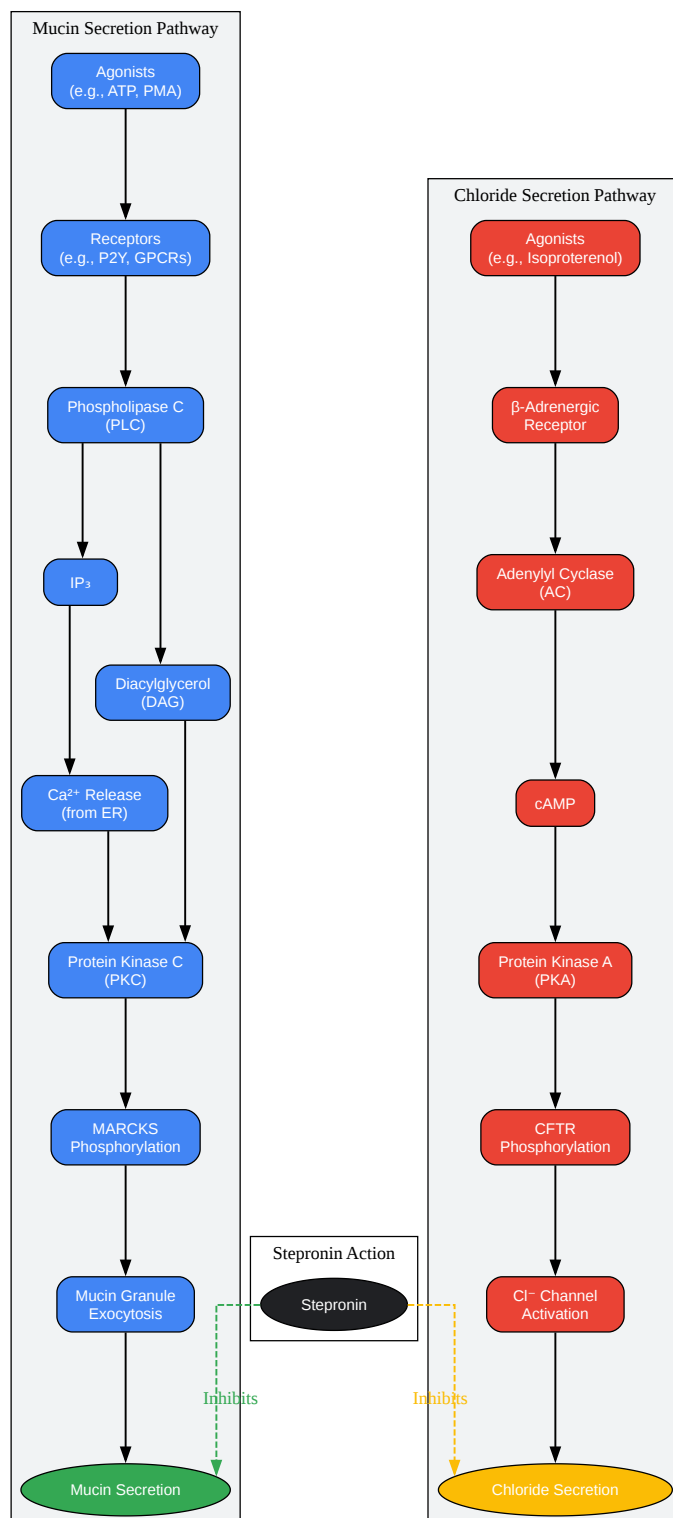 Mucin Secretion Pathway
Agonists
(e.g., ATP, PMA)
Receptors
(e.g., P2Y, GPCRs)
Phospholipase C
(PLC)
IP₃
Diacylglycerol
(DAG)
Ca²⁺ Release
(from ER)
Protein Kinase C
(PKC)
MARCKS
Phosphorylation
Mucin Granule
Exocytosis
Mucin Secretion
Stepronin Action
Stepronin
Inhibits
Inhibits
Chloride Secretion Pathway
Agonists
(e.g., Isoproterenol)
β-Adrenergic
Receptor
Adenylyl Cyclase
(AC)
cAMP
Protein Kinase A
(PKA)
CFTR
Phosphorylation
Cl⁻ Channel
Activation
Chloride Secretion